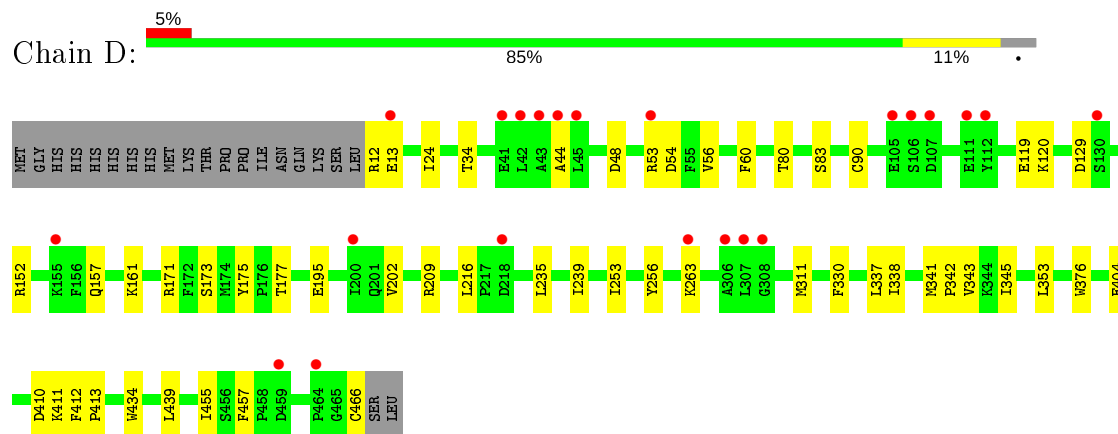 5%
Chain D:
85% 11% •
MET GLY HIS HIS HIS HIS HIS HIS MET LYS THR PRO PRO ILE ASN GLN LYS SER LEU R12 E13 I24 T34 E41 L42 A43 A44 L45 D48 R53 D54 F55 V56 F60 T80 S83 C90 E105 S106 D107 E111 Y112 E119 K120 D129 S130
R152 K155 F156 Q157 K161 R171 F172 S173 M174 Y175 P176 T177 E195 I200 Q201 V202 R209 L216 P217 D218 L235 I239 I253 Y256 K263 A306 L307 G308 M311 F330 L337 I338 M341 P342 V343 K344 I345 L353 W376
D410 K411 F412 P413 W434 L439 I455 S456 F457 P458 D459 P464 G465 C466 SER LEU